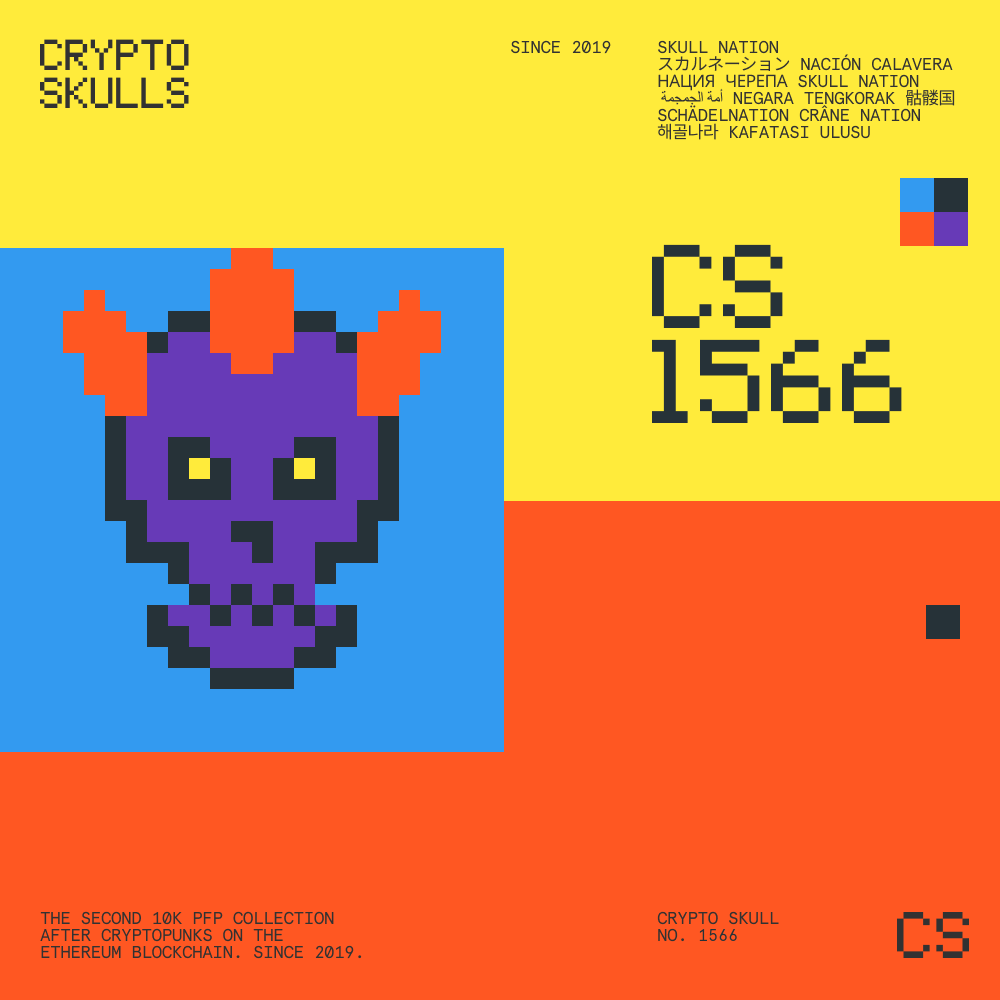 CRYPTO
SKULLS
SINCE 2019
SKULL NATION
スカルネーション NACIÓN CALAVERA
НАЦИЯ ЧЕРЕПА SKULL NATION
أمة الجمجمة NEGARA TENGKORAK 骷髅国
SCHÄDELNATION CRÂNE NATION
해골나라 KAFATASI ULUSU
CS
1566
THE SECOND 10K PFP COLLECTION
AFTER CRYPTOPUNKS ON THE
ETHEREUM BLOCKCHAIN. SINCE 2019.
CRYPTO SKULL
NO. 1566
CS